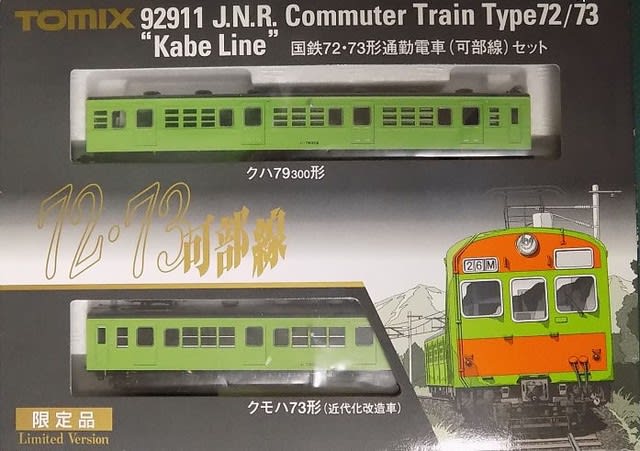 TOMIX 92911 J.N.R. Commuter Train Type72/73
"Kabe Line" 国鉄72・73形通勤電車(可部線)セット
クハ79300形
72・73可部線
26M
クモハ73形(近代化改造車)
限定品
Limited Version